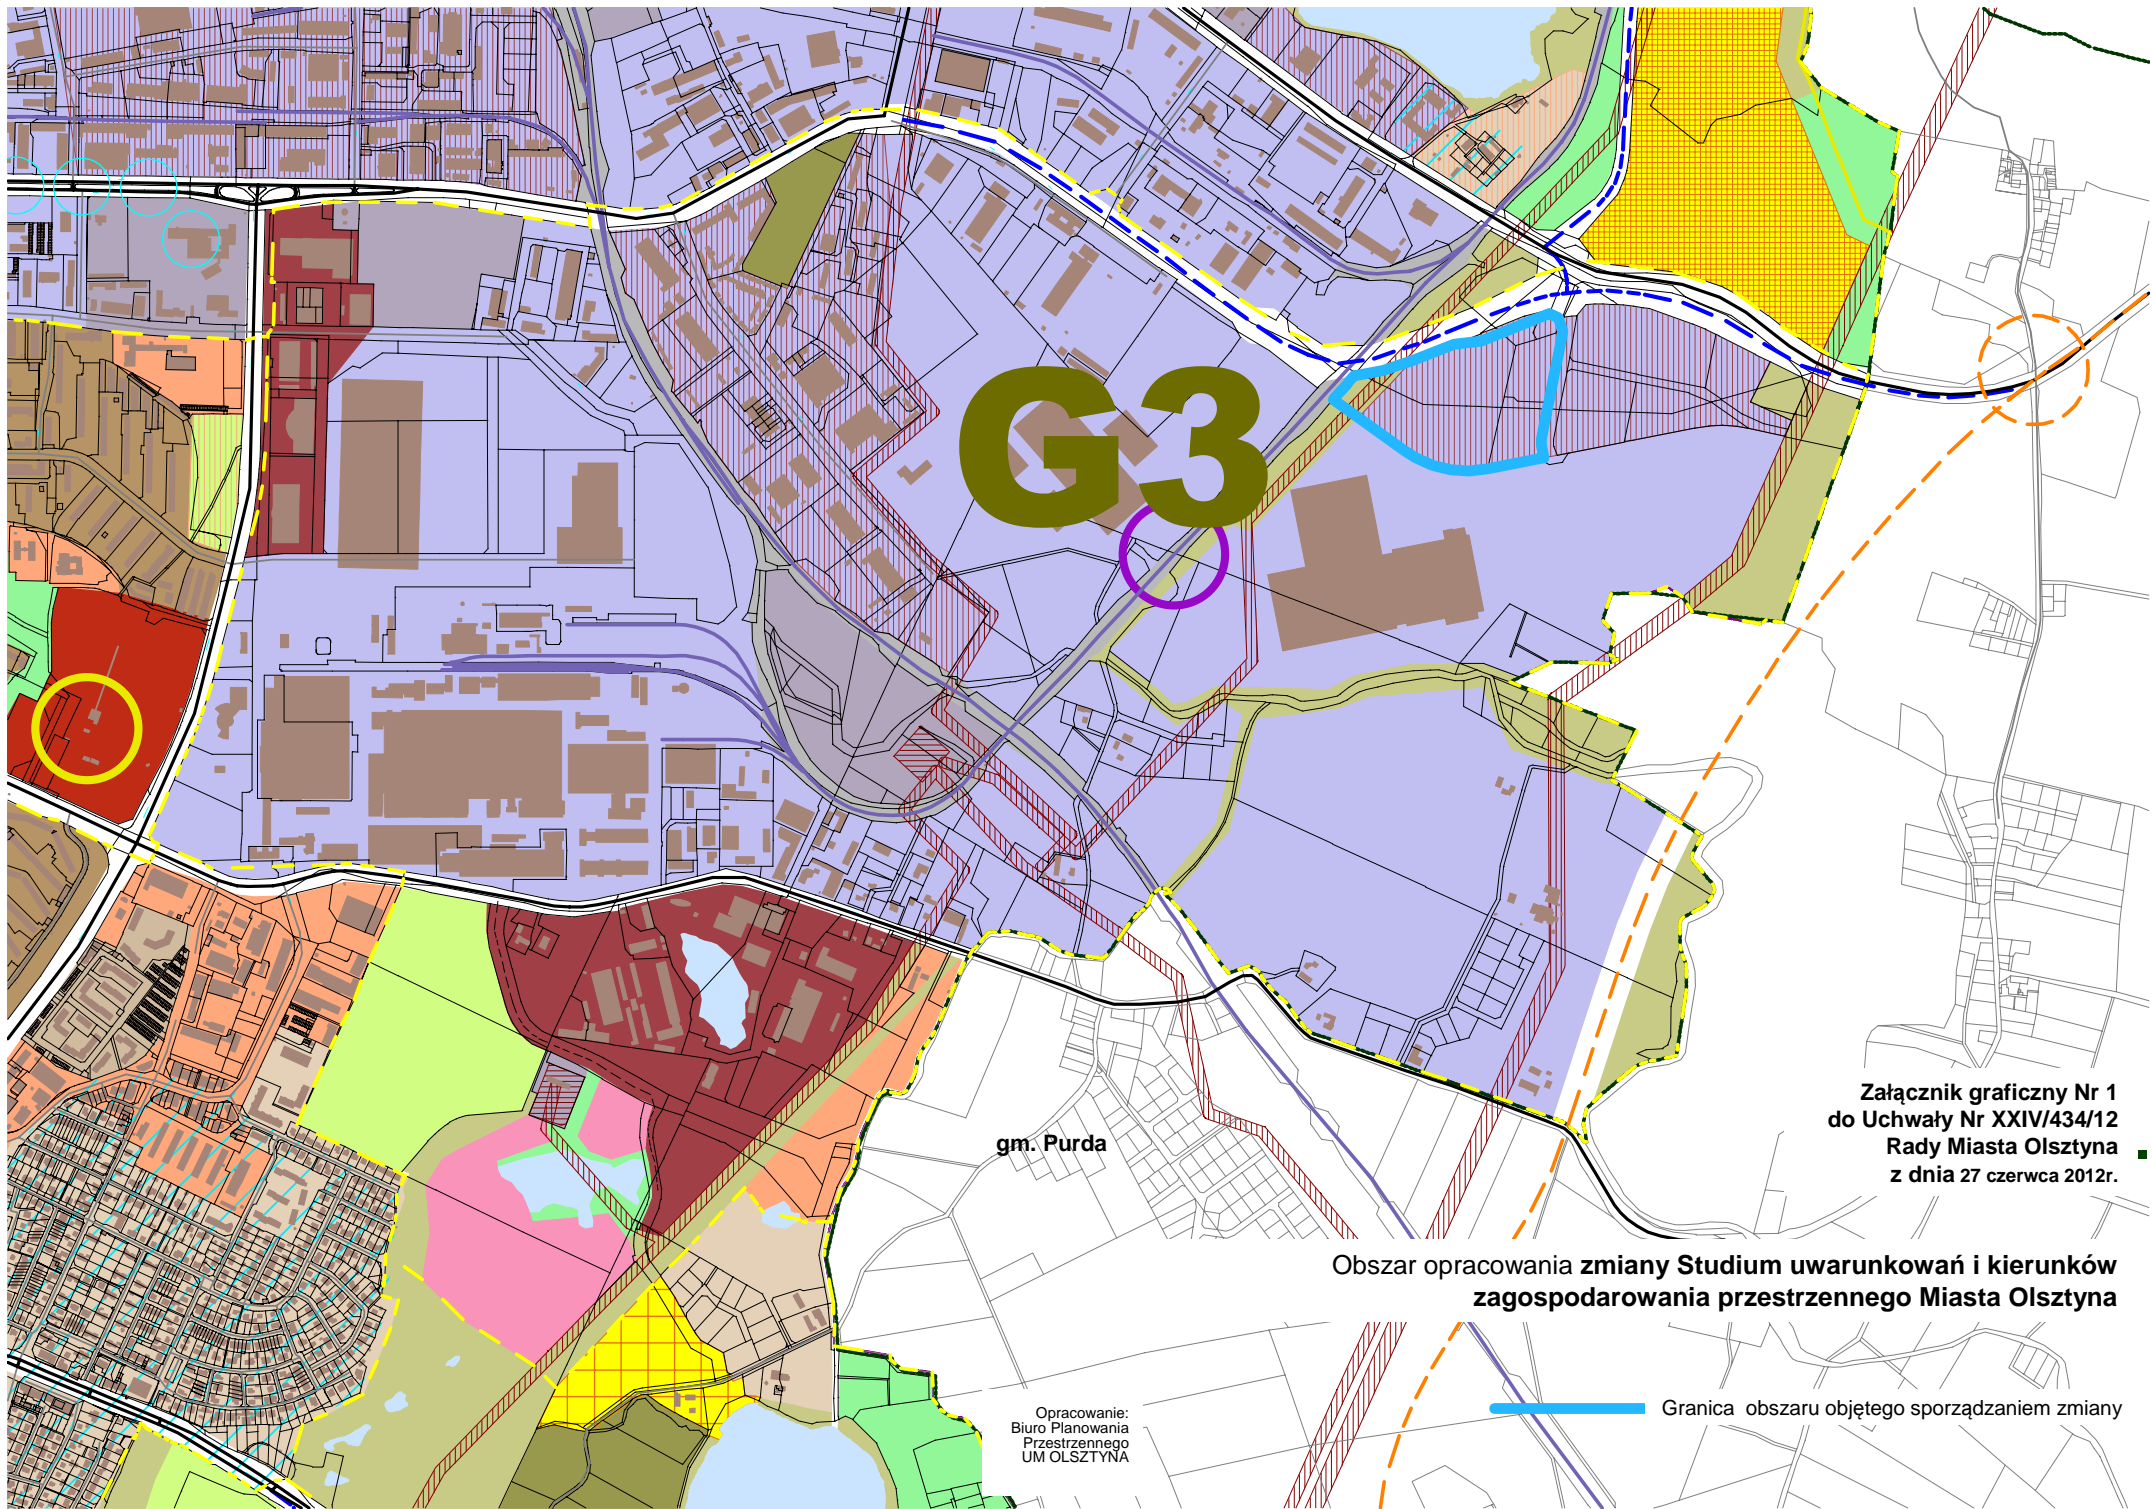 G3
Załącznik graficzny Nr 1
do Uchwały Nr XXIV/434/12
Rady Miasta Olsztyna
z dnia 27 czerwca 2012r.
gm. Purda
Obszar opracowania zmiany Studium uwarunkowań i kierunków
zagospodarowania przestrzennego Miasta Olsztyna
Granica obszaru objętego sporządzaniem zmiany
Opracowanie:
Biuro Planowania
Przestrzennego
UM OLSZTYNA